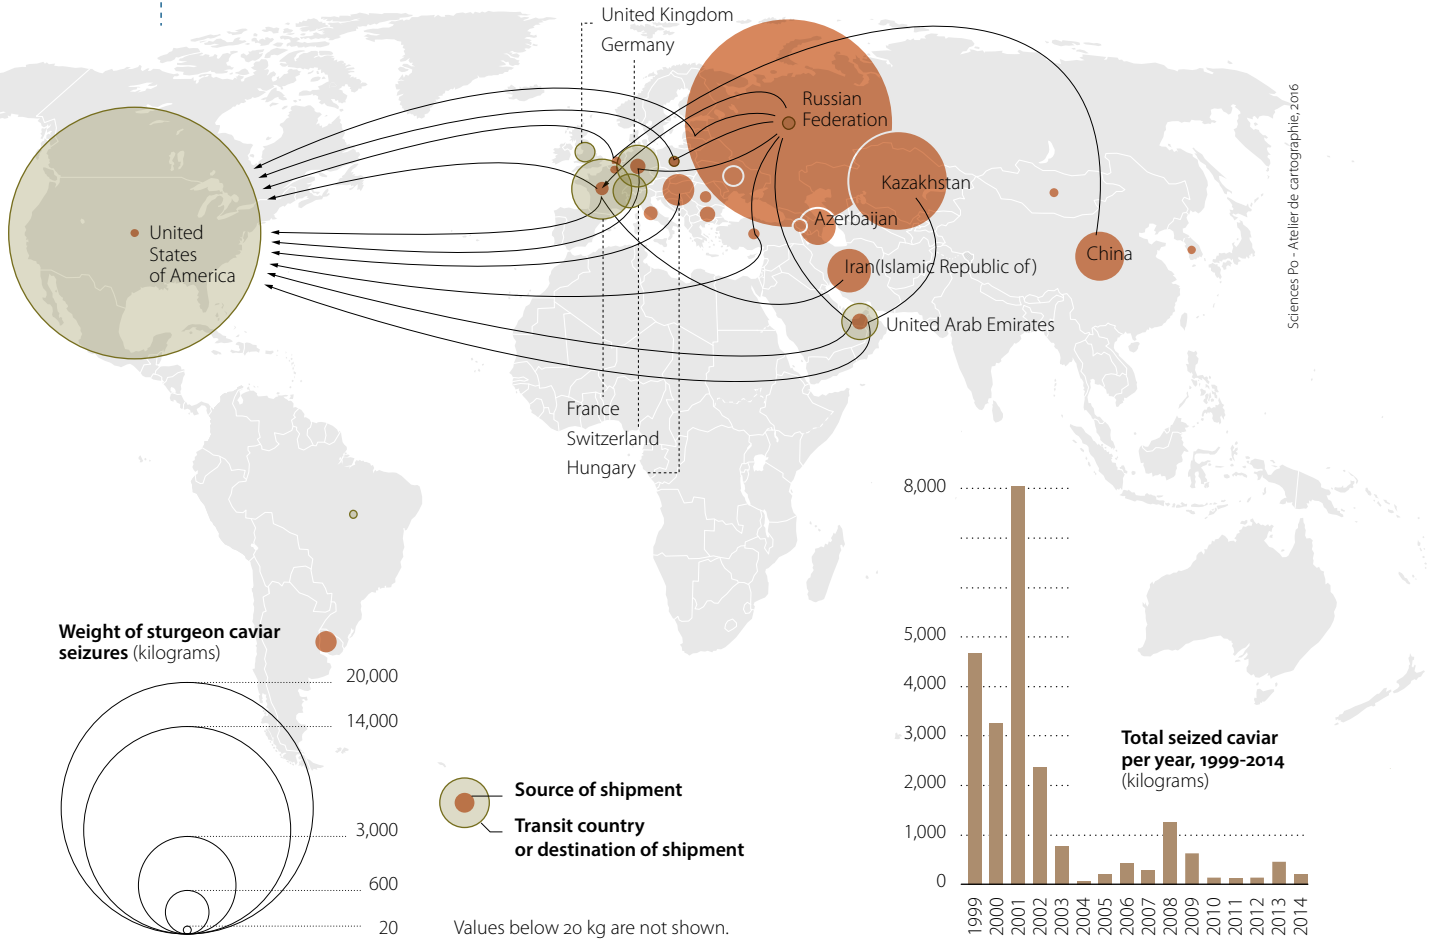 United Kingdom
Germany
Russian
Federation
Kazakhstan
Azerbaijan
China
Iran(Islamic Republic of)
United Arab Emirates
United
States
of America
France
Switzerland
Hungary
Sciences Po - Atelier de cartographie, 2016
Weight of sturgeon caviar
seizures (kilograms)
20,000
14,000
3,000
600
20
Source of shipment
Transit country
or destination of shipment
Values below 20 kg are not shown.
8,000
5,000
4,000
3,000
2,000
1,000
0
Total seized caviar
per year, 1999-2014
(kilograms)
1999
2000
2001
2002
2003
2004
2005
2006
2007
2008
2009
2010
2011
2012
2013
2014